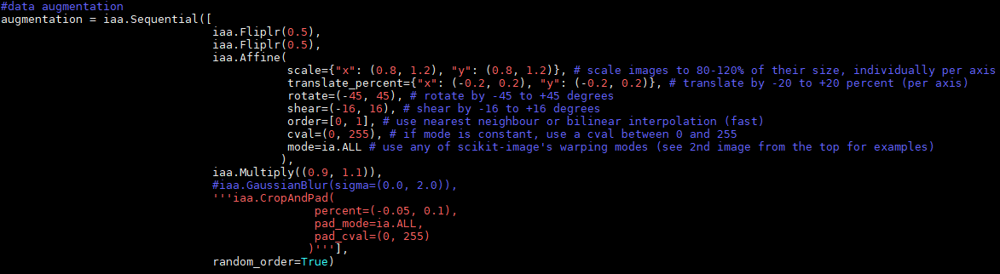 #data augmentation
augmentation = iaa.Sequential([
iaa.Fliplr(0.5),
iaa.Fliplr(0.5),
iaa.Affine(
scale={"x": (0.8, 1.2), "y": (0.8, 1.2)}, # scale images to 80-120% of their size, individually per axis
translate_percent={"x": (-0.2, 0.2), "y": (-0.2, 0.2)}, # translate by -20 to +20 percent (per axis)
rotate=(-45, 45), # rotate by -45 to +45 degrees
shear=(-16, 16), # shear by -16 to +16 degrees
order=[0, 1], # use nearest neighbour or bilinear interpolation (fast)
cval=(0, 255), # if mode is constant, use a cval between 0 and 255
mode=ia.ALL # use any of scikit-image's warping modes (see 2nd image from the top for examples)
),
iaa.Multiply((0.9, 1.1)),
#iaa.GaussianBlur(sigma=(0.0, 2.0)),
'''iaa.CropAndPad(
percent=(-0.05, 0.1),
pad_mode=ia.ALL,
pad_cval=(0, 255)
)'''],
random_order=True)